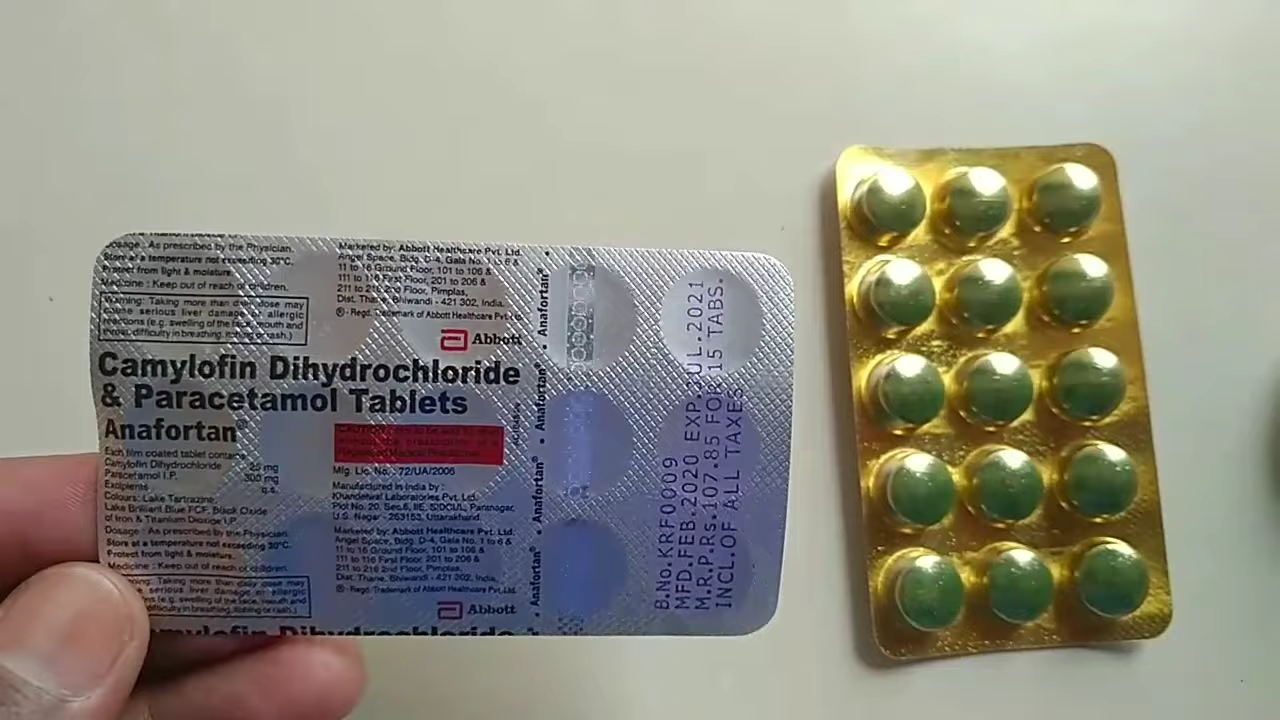 Dosage : As prescribed by the Physician.
Store at a temperature not exceeding 30°C.
Protect from light & moisture.
Medicine : Keep out of reach of children.
Warning: Taking more than daily dose may
cause serious liver damage or allergic
reactions (e.g. swelling of the face, mouth and
throat, difficulty in breathing, itching or rash.)
Marketed by: Abbott Healthcare Pvt. Ltd.
Angel Space, Bldg. D-4, Gala No. 1 to 6 &
11 to 16 Ground Floor, 101 to 106 &
111 to 116 First Floor, 201 to 206 &
211 to 216 2nd Floor, Pimplas,
Dist. Thane, Bhiwandi - 421 302, India.
® - Regd. Trademark of Abbott Healthcare Pvt. Ltd.
Abbott
Camylofin Dihydrochloride
& Paracetamol Tablets
Anafortan®
Each film coated tablet contains
Camylofin Dihydrochloride 25 mg
Paracetamol I.P. 300 mg
Excipients q.s.
Colours: Lake Tartrazine,
Lake Brilliant Blue FCF, Black Oxide
of Iron & Titanium Dioxide I.P.
Dosage : As prescribed by the Physician.
Store at a temperature not exceeding 30°C.
Protect from light & moisture.
Medicine : Keep out of reach of children.
Taking more than daily dose may
serious liver damage or allergic
(e.g. swelling of the face, mouth and
difficulty in breathing, itching or rash.)
Mfg. Lic. No. : 72/UA/2006
Manufactured in India by :
Khandelwal Laboratories Pvt. Ltd.
Plot No. 20, Sec.6, IIE, SIDCUL, Pantnagar,
U.S. Nagar - 263153, Uttarakhand.
Marketed by: Abbott Healthcare Pvt. Ltd.
Angel Space, Bldg. D-4, Gala No. 1 to 6 &
11 to 16 Ground Floor, 101 to 106 &
111 to 116 First Floor, 201 to 206 &
211 to 216 2nd Floor, Pimplas,
Dist. Thane, Bhiwandi - 421 302, India.
® - Regd. Trademark of Abbott Healthcare Pvt. Ltd.
Abbott
Camylofin Dihydrochloride
• Anafortan® • Anafortan® • Anafortan® •
B.No.KRF0009
MFD.FEB.2020 EXP.JUL.2021
M.R.P.Rs.107.85 FOR 15 TABS.
INCL.OF ALL TAXES